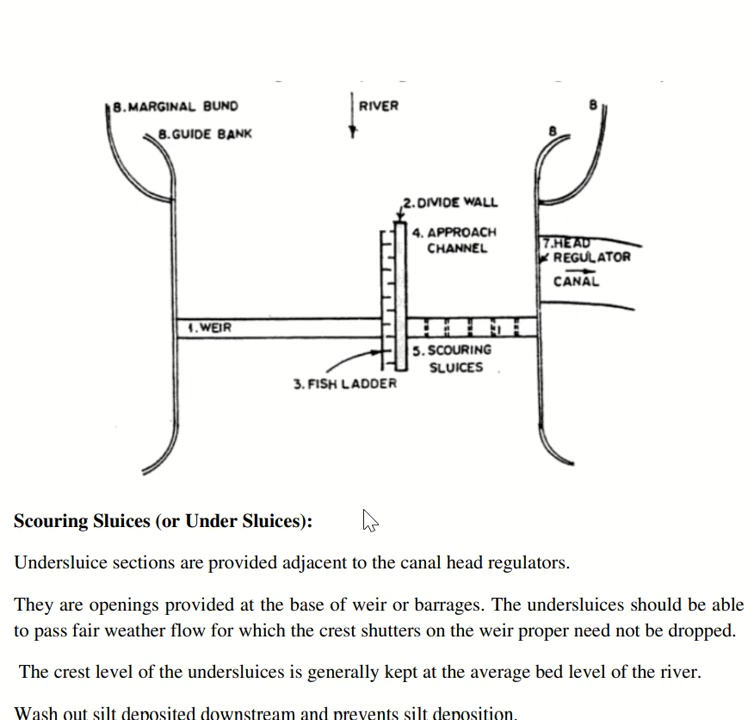 8.MARGINAL BUND
RIVER
8
8.GUIDE BANK
8
2.DIVIDE WALL
4. APPROACH
CHANNEL
7.HEAD
REGULATOR
CANAL
1.WEIR
5.SCOURING
SLUICES
3.FISH LADDER
Scouring Sluices (or Under Sluices):
Undersluice sections are provided adjacent to the canal head regulators.
They are openings provided at the base of weir or barrages. The undersluices should be able
to pass fair weather flow for which the crest shutters on the weir proper need not be dropped.
The crest level of the undersluices is generally kept at the average bed level of the river.
Wash out silt deposited downstream and prevents silt deposition.